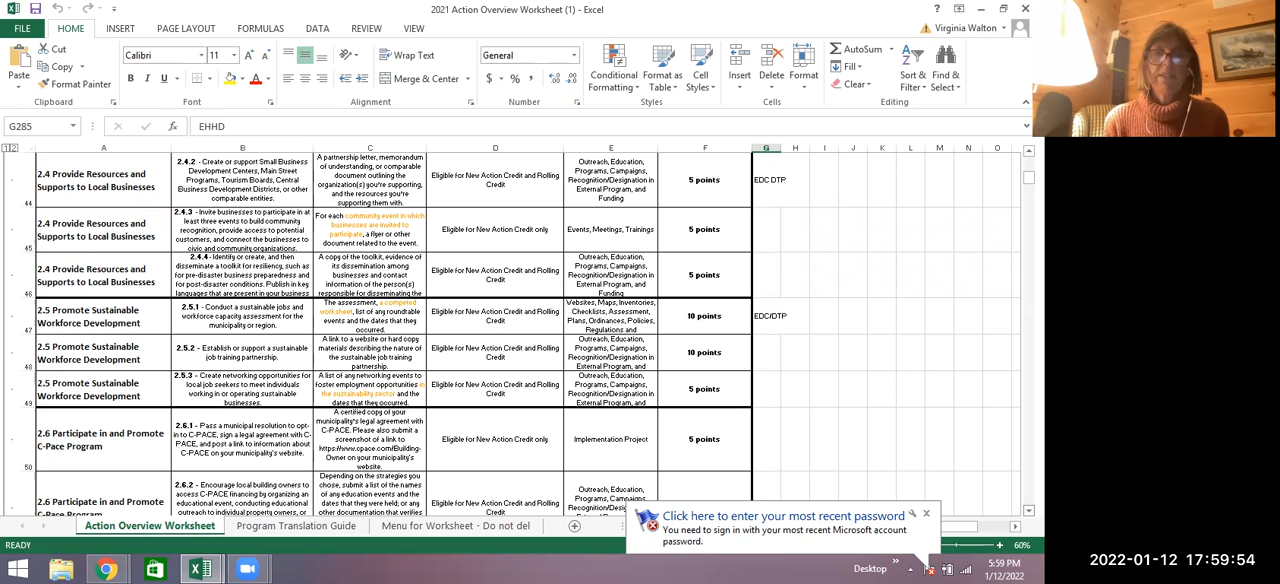 2021 Action Overview Worksheet (1) - Excel
FILE HOME INSERT PAGE LAYOUT FORMULAS DATA REVIEW VIEW Virginia Walton
Paste
Cut
Copy
Format Painter
Clipboard
Calibri 11
B I U
Font
Wrap Text
Merge & Center
Alignment
General
$ % ,
Number
Conditional Formatting
Format as Table
Cell Styles
Styles
Insert Delete Format
Cells
AutoSum
Fill
Clear
Sort & Filter
Find & Select
Editing
G285 EHHD
A B C D E F G H I J K L M N O
44
2.4 Provide Resources and
Supports to Local Businesses
2.4.2 - Create or support Small Business
Development Centers, Main Street
Programs, Tourism Boards, Central
Business Development Districts, or other
comparable entities.
A partnership letter, memorandum
of understanding, or comparable
document outlining the
organization(s) you're supporting,
and the resources you're
supporting them with.
Eligible for New Action Credit and Rolling
Credit
Outreach, Education,
Programs, Campaigns,
Recognition/Designation in
External Program, and
Funding
5 points
EDC DTP
45
2.4 Provide Resources and
Supports to Local Businesses
2.4.3 - Invite businesses to participate in at
least three events to build community
recognition, provide access to potential
customers, and connect the businesses to
civic and community organizations.
For each community event in which
businesses are invited to
participate, a flyer or other
document related to the event.
Eligible for New Action Credit only
Events, Meetings, Trainings
5 points
46
2.4 Provide Resources and
Supports to Local Businesses
2.4.4 - Identify or create, and then
disseminate a toolkit for resiliency, such as
for pre-disaster business preparedness and
for post-disaster conditions. Publish in key
languages that are present in your business
A copy of the toolkit, evidence of
its dissemination among
businesses and contact
information of the person(s)
responsible for disseminating the
Eligible for New Action Credit and Rolling
Credit
Outreach, Education,
Programs, Campaigns,
Recognition/Designation in
External Program, and
Funding
5 points
47
2.5 Promote Sustainable
Workforce Development
2.5.1 - Conduct a sustainable jobs and
workforce capacity assessment for the
municipality or region.
The assessment, a competed
worksheet, list of any roundtable
events and the dates that they
occurred.
Eligible for New Action Credit and Rolling
Credit
Websites, Maps, Inventories,
Checklists, Assessment,
Plans, Ordinances, Policies,
Regulations and
10 points
EDC/DTP
48
2.5 Promote Sustainable
Workforce Development
2.5.2 - Establish or support a sustainable
job training partnership.
A link to a website or hard copy
materials describing the nature of
the sustainable job training
partnership.
Eligible for New Action Credit and Rolling
Credit
Outreach, Education,
Programs, Campaigns,
Recognition/Designation in
External Program, and
10 points
49
2.5 Promote Sustainable
Workforce Development
2.5.3 - Create networking opportunities for
local job seekers to meet individuals
working in or operating sustainable
businesses.
A list of any networking events to
foster employment opportunities in
the sustainability sector and the
dates that they occurred.
Eligible for New Action Credit and Rolling
Credit
Outreach, Education,
Programs, Campaigns,
Recognition/Designation in
External Program, and
5 points
50
2.6 Participate in and Promote
C-Pace Program
2.6.1 - Pass a municipal resolution to opt-
in to C-PACE, sign a legal agreement with C-
PACE, and post a link to information about
C-PACE on your municipality's website.
A certified copy of your
municipality's legal agreement with
C-PACE. Please also submit a
screenshot of a link to
https://www.cpace.com/Building-
Owner on your municipality's
website.
Eligible for New Action Credit only
Implementation Project
5 points
2.6 Participate in and Promote
C-Pace Program
2.6.2 - Encourage local building owners to
access C-PACE financing by organizing an
educational event, conducting educational
outreach to individual property owners, or
Depending on the strategies you
chose, submit a list of the names
of any education events and the
dates that they were held; or any
other documentation that verifies
Eligible for New Action Credit and Rolling
Credit
Outreach, Education,
Programs, Campaigns,
5 points
Click here to enter your most recent password
You need to sign in with your most recent Microsoft account
password.
Action Overview Worksheet Program Translation Guide Menu for Worksheet - Do not del
READY 60%
Desktop
5:59 PM
1/12/2022
2022-01-12 17:59:54